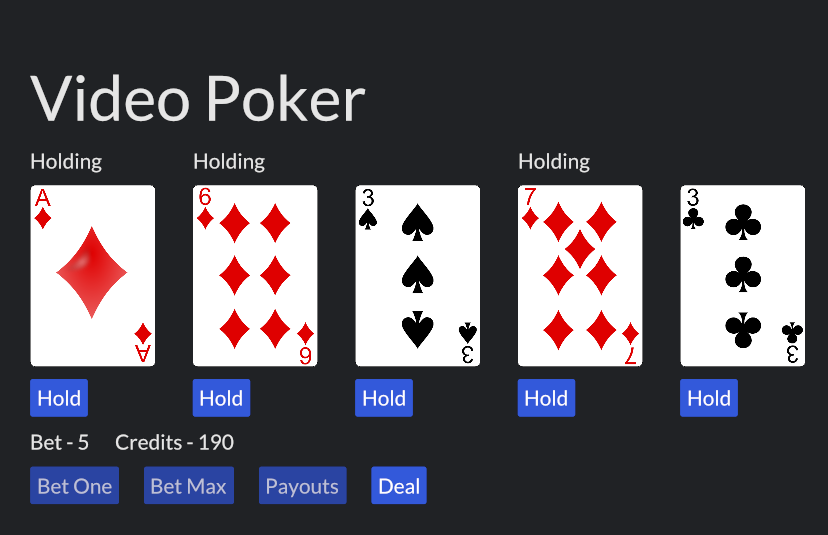 Video Poker
Holding Holding Holding
A 6 3 7 3
A 6 3 7 3
Hold Hold Hold Hold Hold
Bet - 5 Credits - 190
Bet One Bet Max Payouts Deal